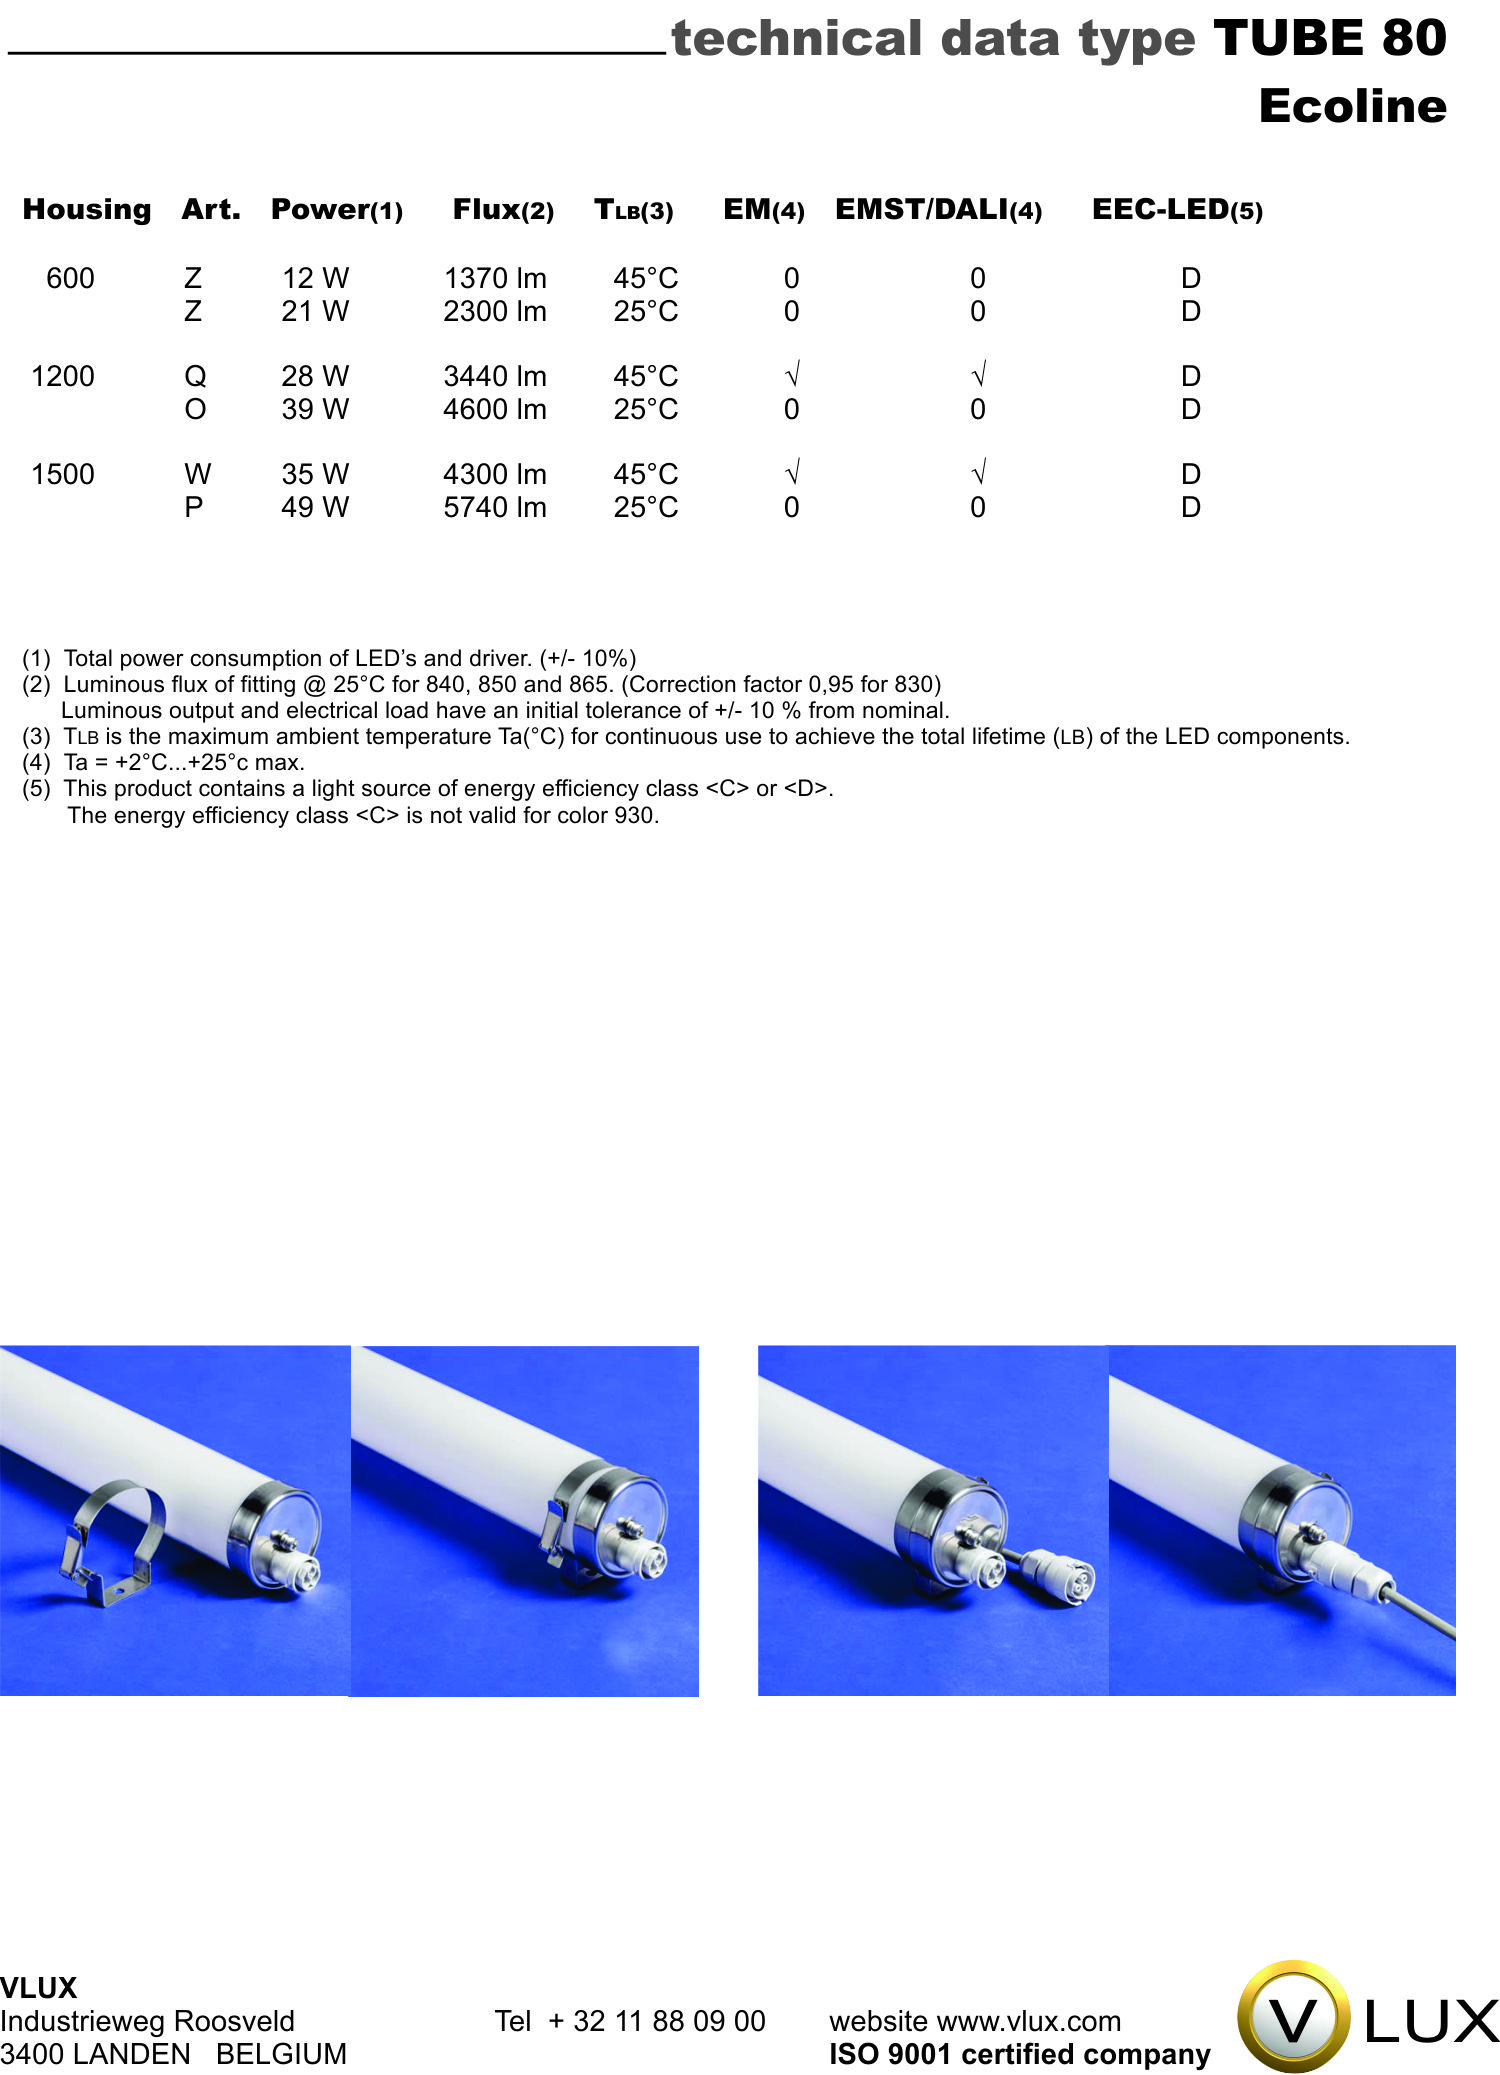 technical data type TUBE 80
Ecoline
Housing Art. Power(1) Flux(2) TLB(3) EM(4) EMST/DALI(4) EEC-LED(5)
600 Z 12 W 1370 lm 45°C 0 0 D
Z 21 W 2300 lm 25°C 0 0 D
1200 Q 28 W 3440 lm 45°C √ √ D
O 39 W 4600 lm 25°C 0 0 D
1500 W 35 W 4300 lm 45°C √ √ D
P 49 W 5740 lm 25°C 0 0 D
(1) Total power consumption of LED’s and driver. (+/- 10%)
(2) Luminous flux of fitting @ 25°C for 840, 850 and 865. (Correction factor 0,95 for 830)
Luminous output and electrical load have an initial tolerance of +/- 10 % from nominal.
(3) TLB is the maximum ambient temperature Ta(°C) for continuous use to achieve the total lifetime (LB) of the LED components.
(4) Ta = +2°C...+25°c max.
(5) This product contains a light source of energy efficiency class <C> or <D>.
The energy efficiency class <C> is not valid for color 930.
VLUX
Industrieweg Roosveld Tel + 32 11 88 09 00 website www.vlux.com
3400 LANDEN BELGIUM ISO 9001 certified company
V LUX